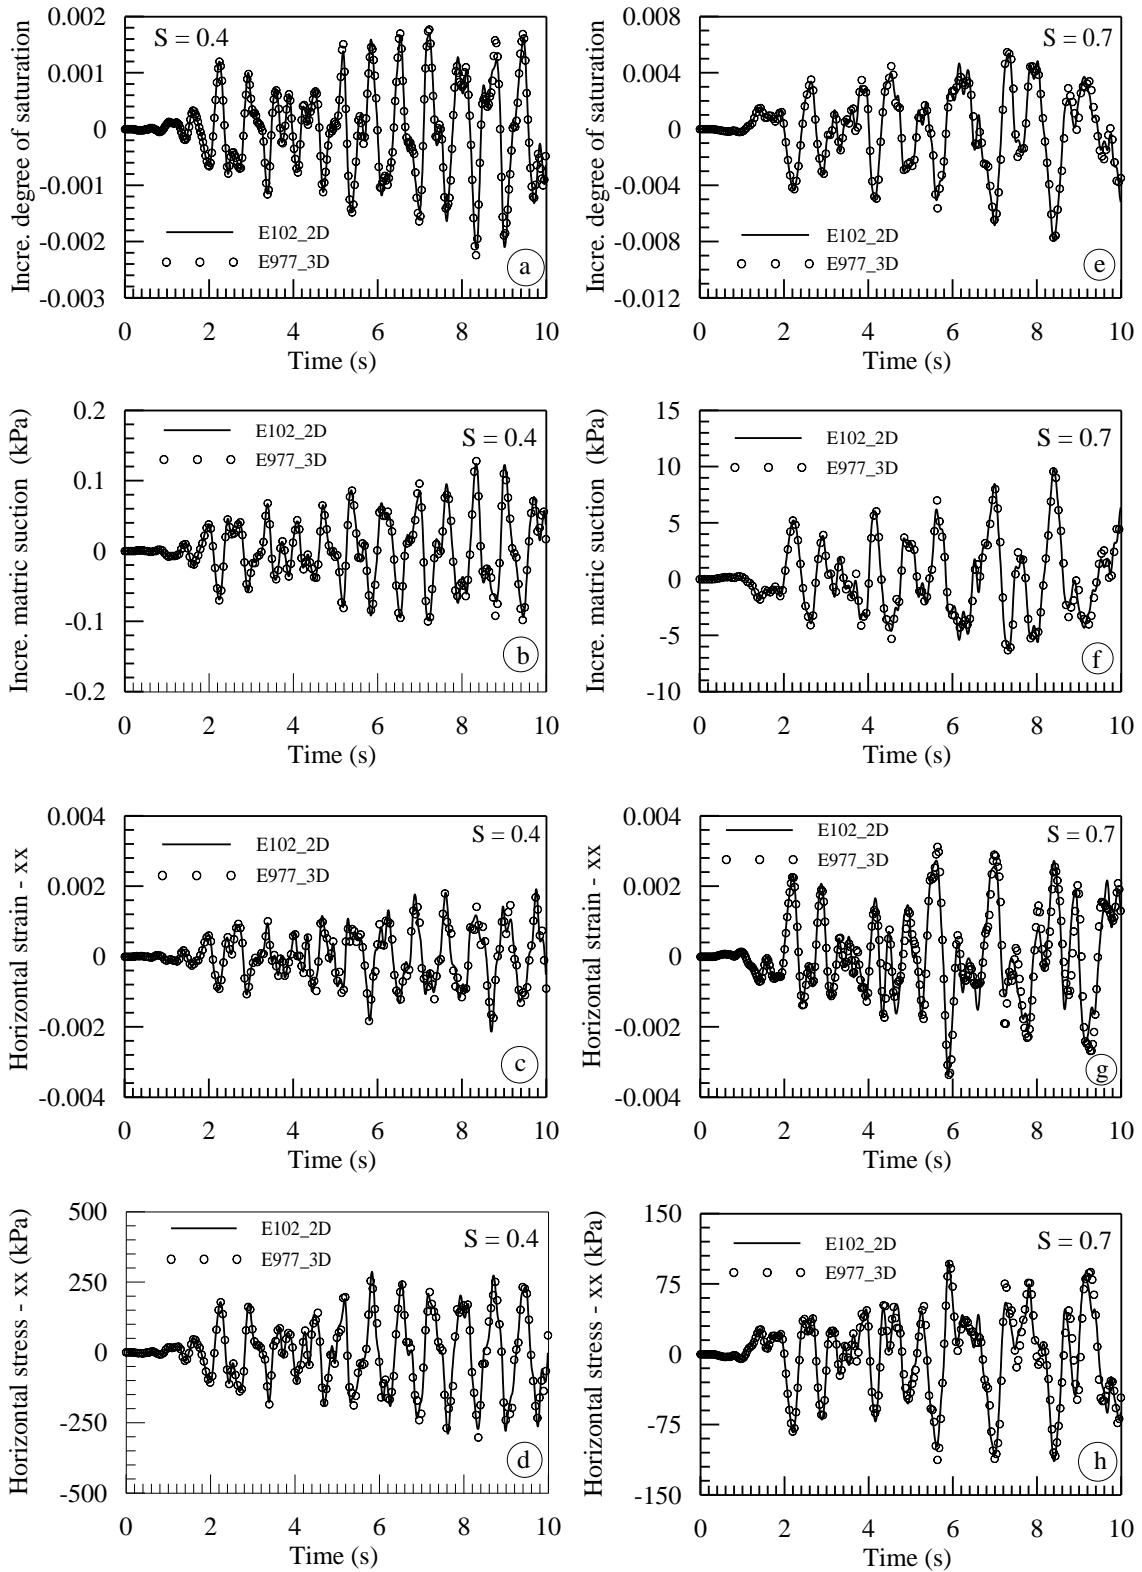 Incre. degree of saturation
0.002
0.001
0
-0.001
-0.002
-0.003
S = 0.4
E102_2D
E977_3D
a
0 2 4 6 8 10
Time (s)
Incre. degree of saturation
0.008
0.004
0
-0.004
-0.008
-0.012
S = 0.7
E102_2D
E977_3D
e
0 2 4 6 8 10
Time (s)
Incre. matric suction (kPa)
0.2
0.1
0
-0.1
-0.2
E102_2D
S = 0.4
E977_3D
b
0 2 4 6 8 10
Time (s)
Incre. matric suction (kPa)
15
10
5
0
-5
-10
E102_2D
S = 0.7
E977_3D
f
0 2 4 6 8 10
Time (s)
Horizontal strain - xx
0.004
0.002
0
-0.002
-0.004
E102_2D
S = 0.4
E977_3D
c
0 2 4 6 8 10
Time (s)
Horizontal strain - xx
0.004
0.002
0
-0.002
-0.004
E102_2D
S = 0.7
E977_3D
g
0 2 4 6 8 10
Time (s)
Horizontal stress - xx (kPa)
500
250
0
-250
-500
E102_2D
S = 0.4
E977_3D
d
0 2 4 6 8 10
Time (s)
Horizontal stress - xx (kPa)
150
75
0
-75
-150
E102_2D
S = 0.7
E977_3D
h
0 2 4 6 8 10
Time (s)